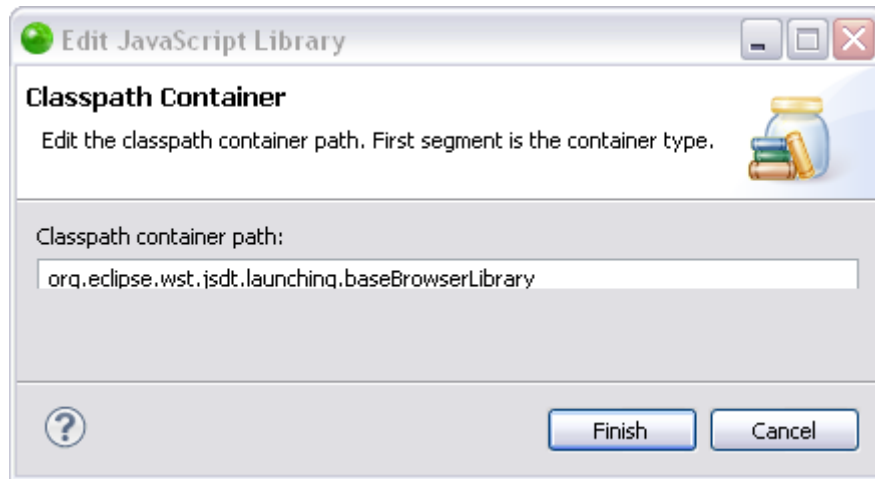 Edit JavaScript Library
Classpath Container
Edit the classpath container path. First segment is the container type.
Classpath container path:
org.eclipse.wst.jsdt.launching.baseBrowserLibrary
Finish
Cancel